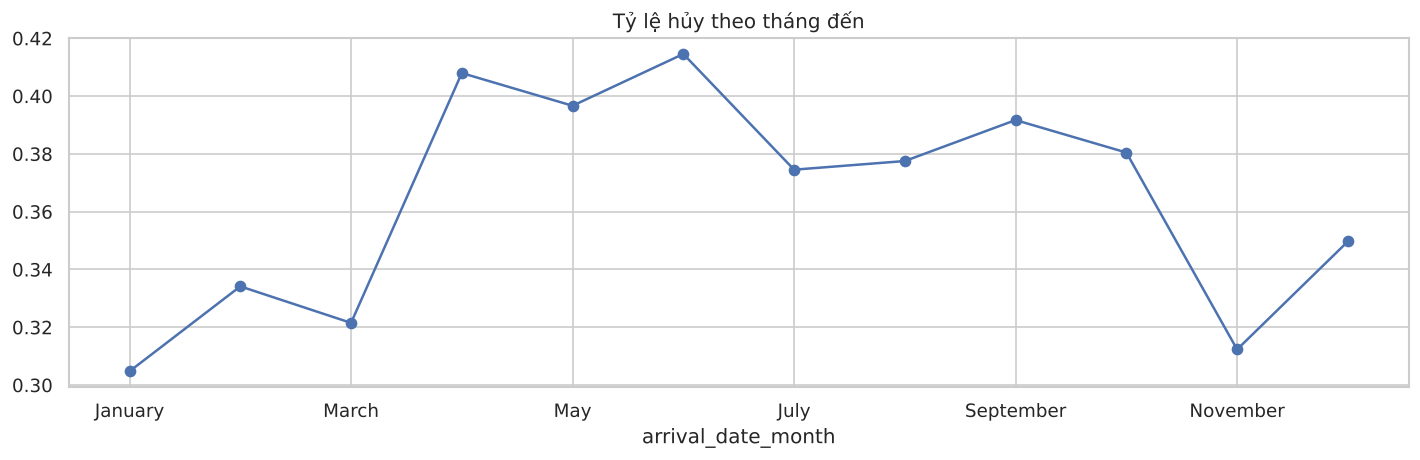 Tỷ lệ hủy theo tháng đến
0.42
0.40
0.38
0.36
0.34
0.32
0.30
January March May July September November
arrival_date_month